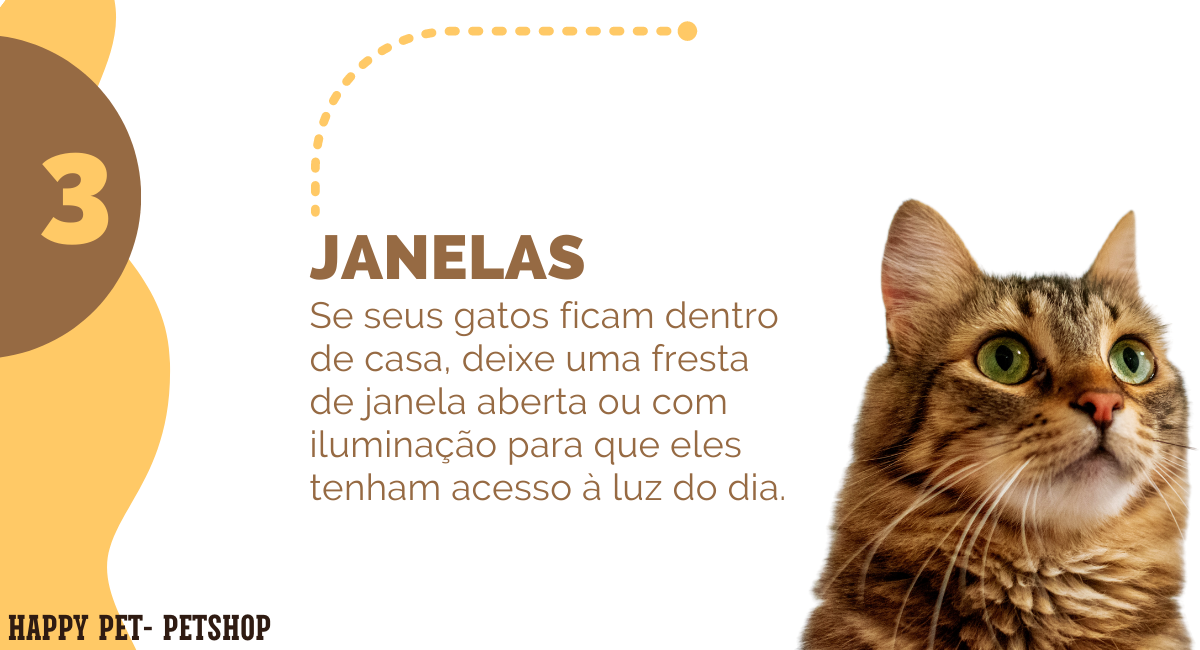 3
JANELAS
Se seus gatos ficam dentro
de casa, deixe uma fresta
de janela aberta ou com
iluminação para que eles
tenham acesso à luz do dia.
HAPPY PET- PETSHOP